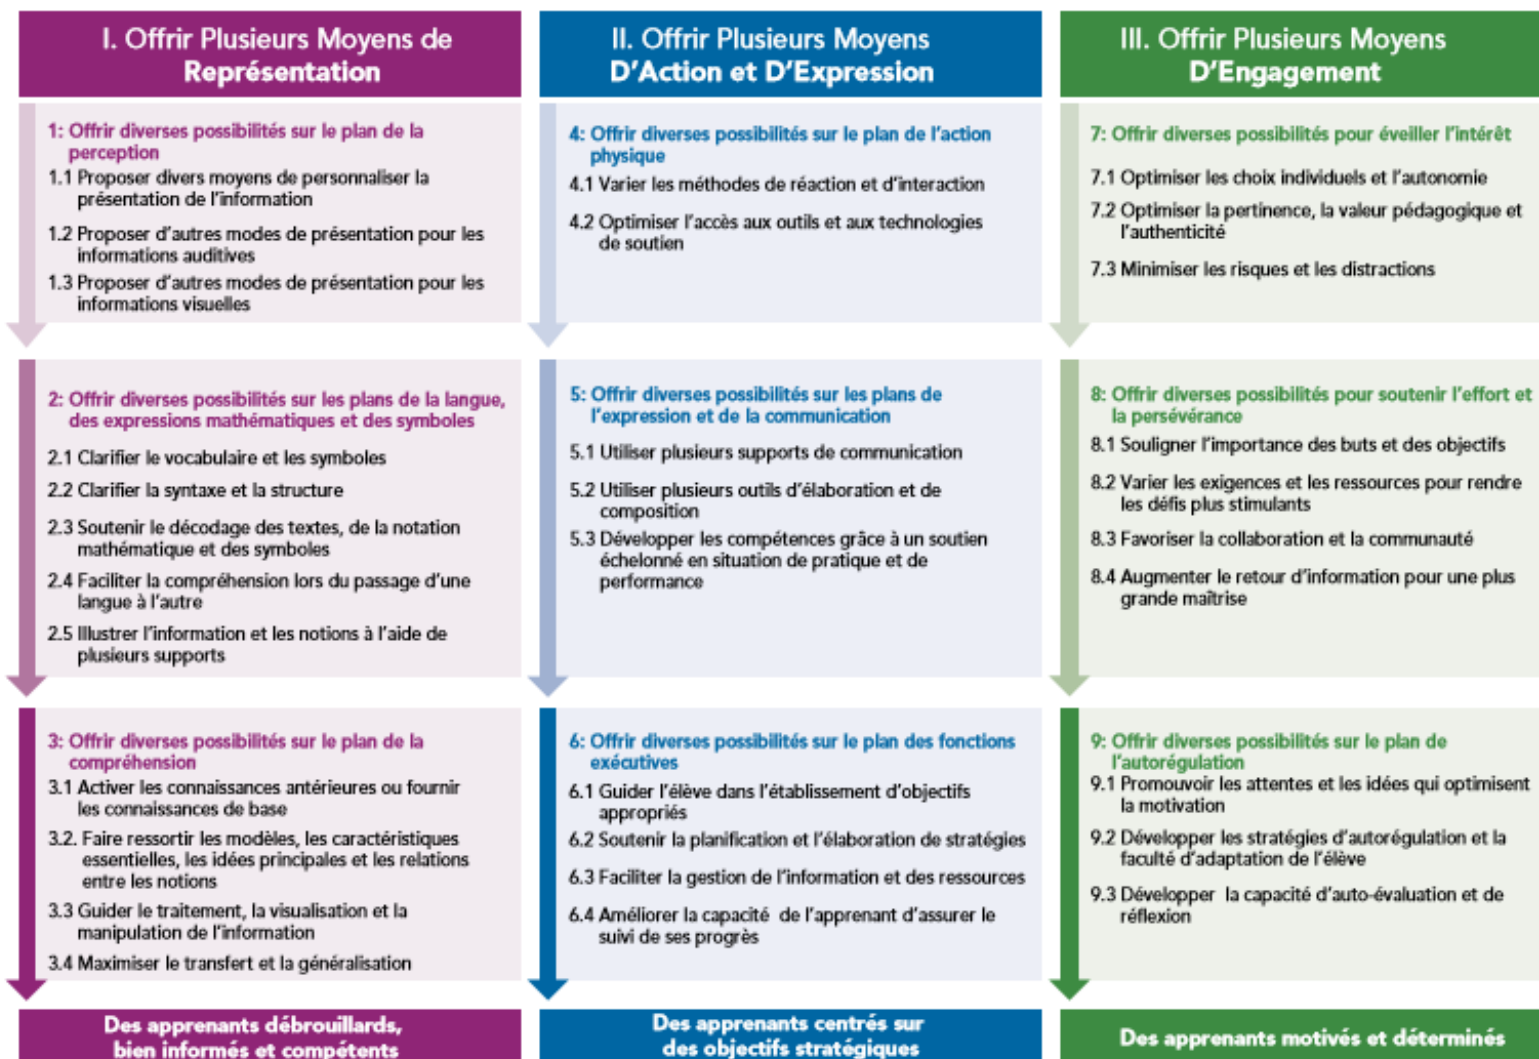 I. Offrir Plusieurs Moyens de
Représentation
1: Offrir diverses possibilités sur le plan de la
perception
1.1 Proposer divers moyens de personnaliser la
présentation de l'information
1.2 Proposer d'autres modes de présentation pour les
informations auditives
1.3 Proposer d'autres modes de présentation pour les
informations visuelles
2: Offrir diverses possibilités sur les plans de la langue,
des expressions mathématiques et des symboles
2.1 Clarifier le vocabulaire et les symboles
2.2 Clarifier la syntaxe et la structure
2.3 Soutenir le décodage des textes, de la notation
mathématique et des symboles
2.4 Faciliter la compréhension lors du passage d'une
langue à l'autre
2.5 Illustrer l'information et les notions à l'aide de
plusieurs supports
3: Offrir diverses possibilités sur le plan de la
compréhension
3.1 Activer les connaissances antérieures ou fournir
les connaissances de base
3.2. Faire ressortir les modèles, les caractéristiques
essentielles, les idées principales et les relations
entre les notions
3.3 Guider le traitement, la visualisation et la
manipulation de l'information
3.4 Maximiser le transfert et la généralisation
Des apprenants débrouillards,
bien informés et compétents
II. Offrir Plusieurs Moyens
D'Action et D'Expression
4: Offrir diverses possibilités sur le plan de l'action
physique
4.1 Varier les méthodes de réaction et d'interaction
4.2 Optimiser l'accès aux outils et aux technologies
de soutien
5: Offrir diverses possibilités sur les plans de
l'expression et de la communication
5.1 Utiliser plusieurs supports de communication
5.2 Utiliser plusieurs outils d'élaboration et de
composition
5.3 Développer les compétences grâce à un soutien
échelonné en situation de pratique et de
performance
6: Offrir diverses possibilités sur le plan des fonctions
exécutives
6.1 Guider l'élève dans l'établissement d'objectifs
appropriés
6.2 Soutenir la planification et l'élaboration de stratégies
6.3 Faciliter la gestion de l'information et des ressources
6.4 Améliorer la capacité de l'apprenant d'assurer le
suivi de ses progrès
Des apprenants centrés sur
des objectifs stratégiques
III. Offrir Plusieurs Moyens
D'Engagement
7: Offrir diverses possibilités pour éveiller l'intérêt
7.1 Optimiser les choix individuels et l'autonomie
7.2 Optimiser la pertinence, la valeur pédagogique et
l'authenticité
7.3 Minimiser les risques et les distractions
8: Offrir diverses possibilités pour soutenir l'effort et
la persévérance
8.1 Souligner l'importance des buts et des objectifs
8.2 Varier les exigences et les ressources pour rendre
les défis plus stimulants
8.3 Favoriser la collaboration et la communauté
8.4 Augmenter le retour d'information pour une plus
grande maîtrise
9: Offrir diverses possibilités sur le plan de
l'autorégulation
9.1 Promouvoir les attentes et les idées qui optimisent
la motivation
9.2 Développer les stratégies d'autorégulation et la
faculté d'adaptation de l'élève
9.3 Développer la capacité d'auto-évaluation et de
réflexion
Des apprenants motivés et déterminés